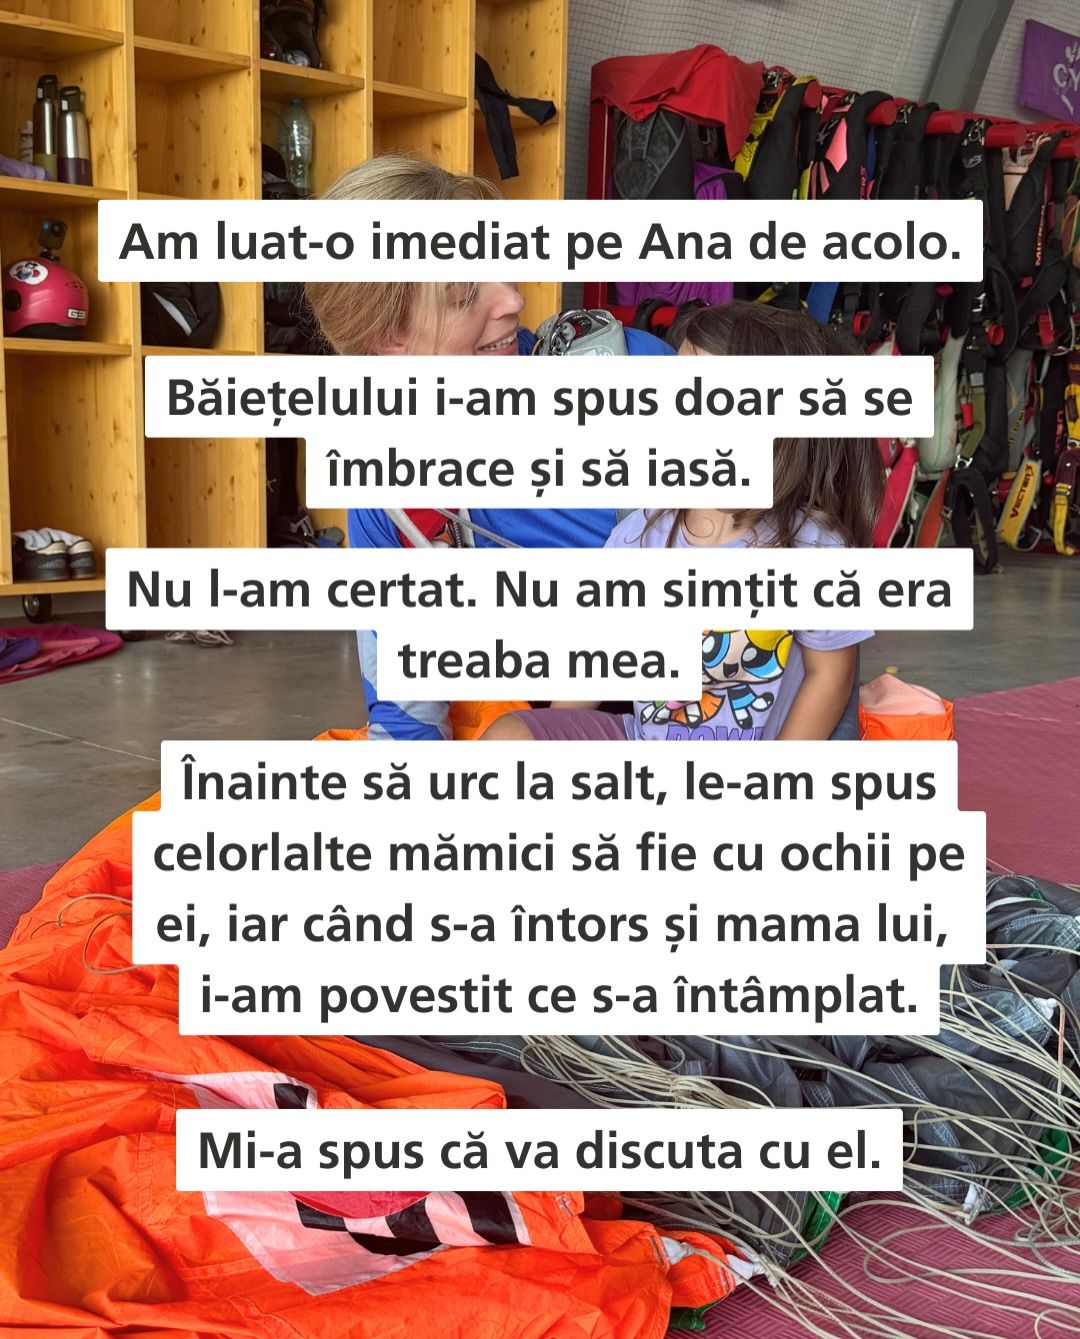 Am luat-o imediat pe Ana de acolo.
Băiețelului i-am spus doar să se
îmbrace și să iasă.
Nu l-am certat. Nu am simțit că era
treaba mea.
Înainte să urc la salt, le-am spus
celorlalte mămici să fie cu ochii pe
ei, iar când s-a întors și mama lui,
i-am povestit ce s-a întâmplat.
Mi-a spus că va discuta cu el.
VECTOR3